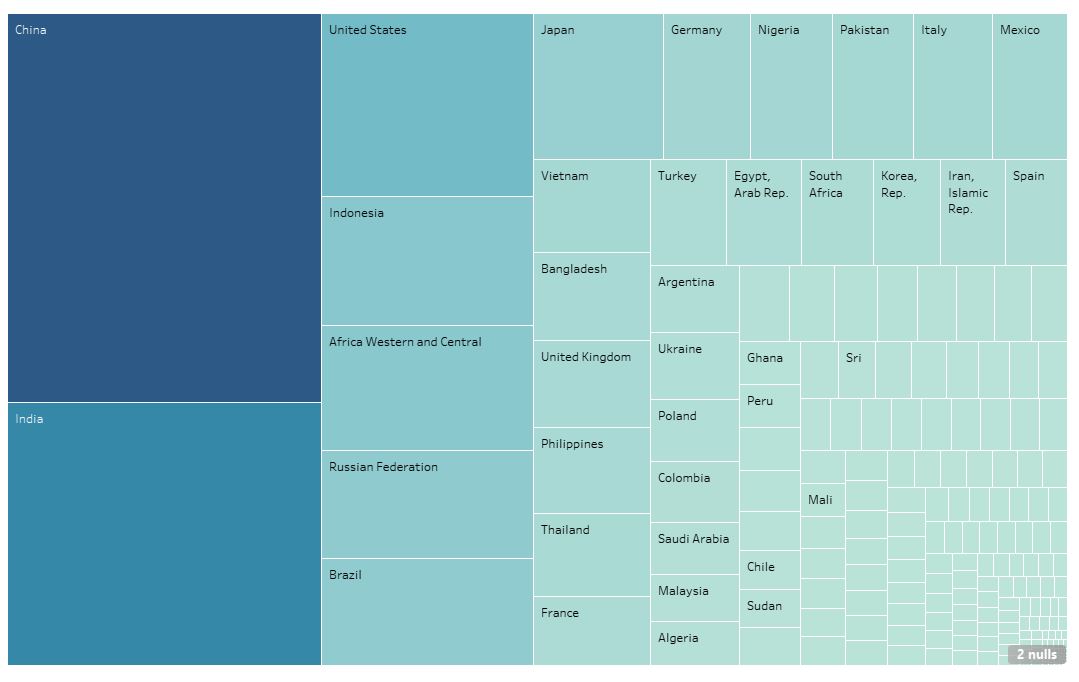 China
United States
Japan
Germany
Nigeria
Pakistan
Italy
Mexico
Vietnam
Turkey
Egypt,
Arab Rep.
South
Africa
Korea,
Rep.
Iran,
Islamic
Rep.
Spain
Indonesia
Bangladesh
Argentina
Africa Western and Central
United Kingdom
Ukraine
Ghana
Sri
Peru
India
Poland
Philippines
Russian Federation
Colombia
Mali
Thailand
Saudi Arabia
Brazil
Chile
Malaysia
France
Sudan
Algeria
2 nulls